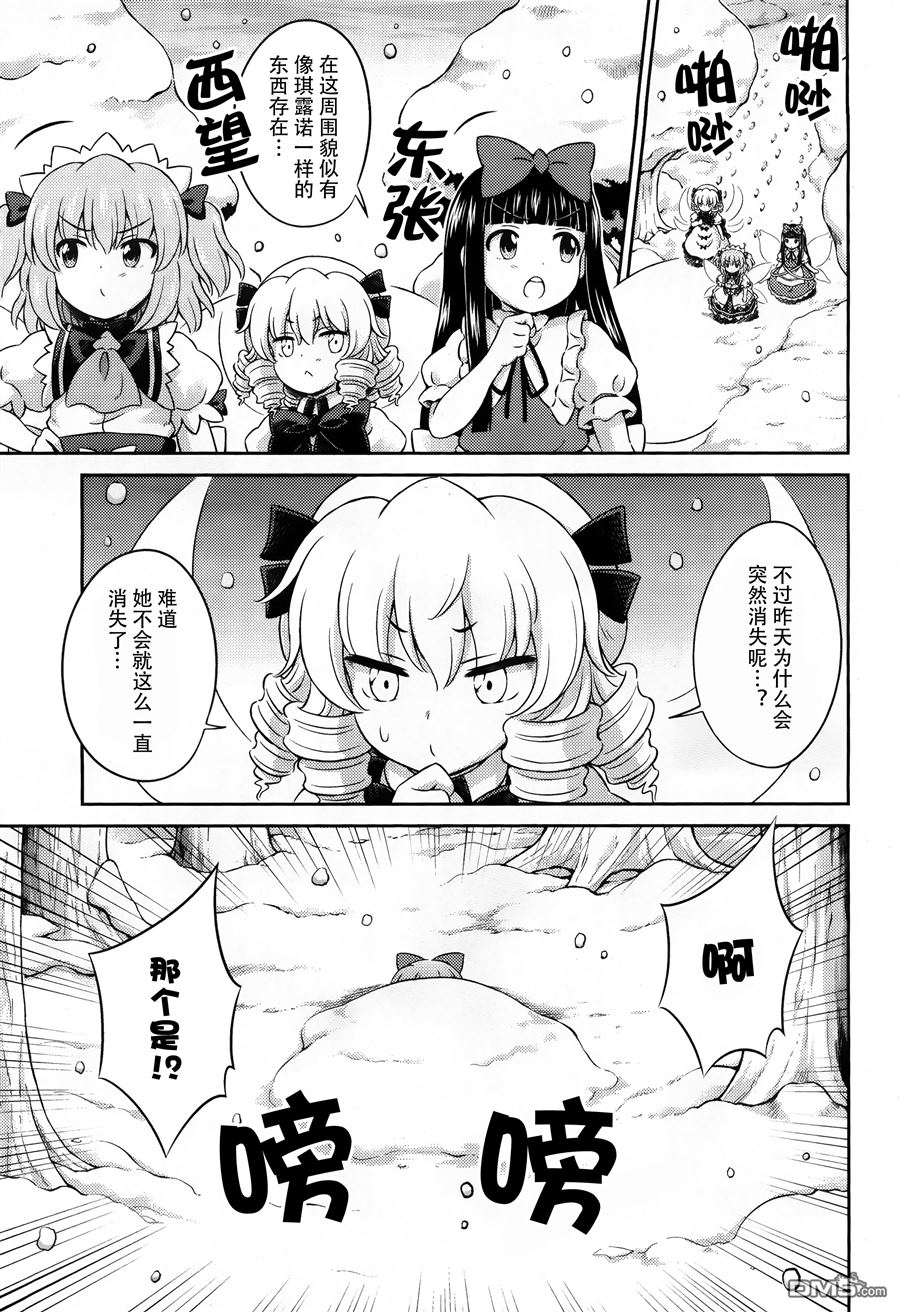 啪
吵
啪
吵
东
张
在这周围貌似有
像琪露诺一样的
东西存在…
西
望
不过昨天为什么会
突然消失呢…？
难道
她不会就这么一直
消失了…
啊
那个是!?
嗙
嗙
DM5.com